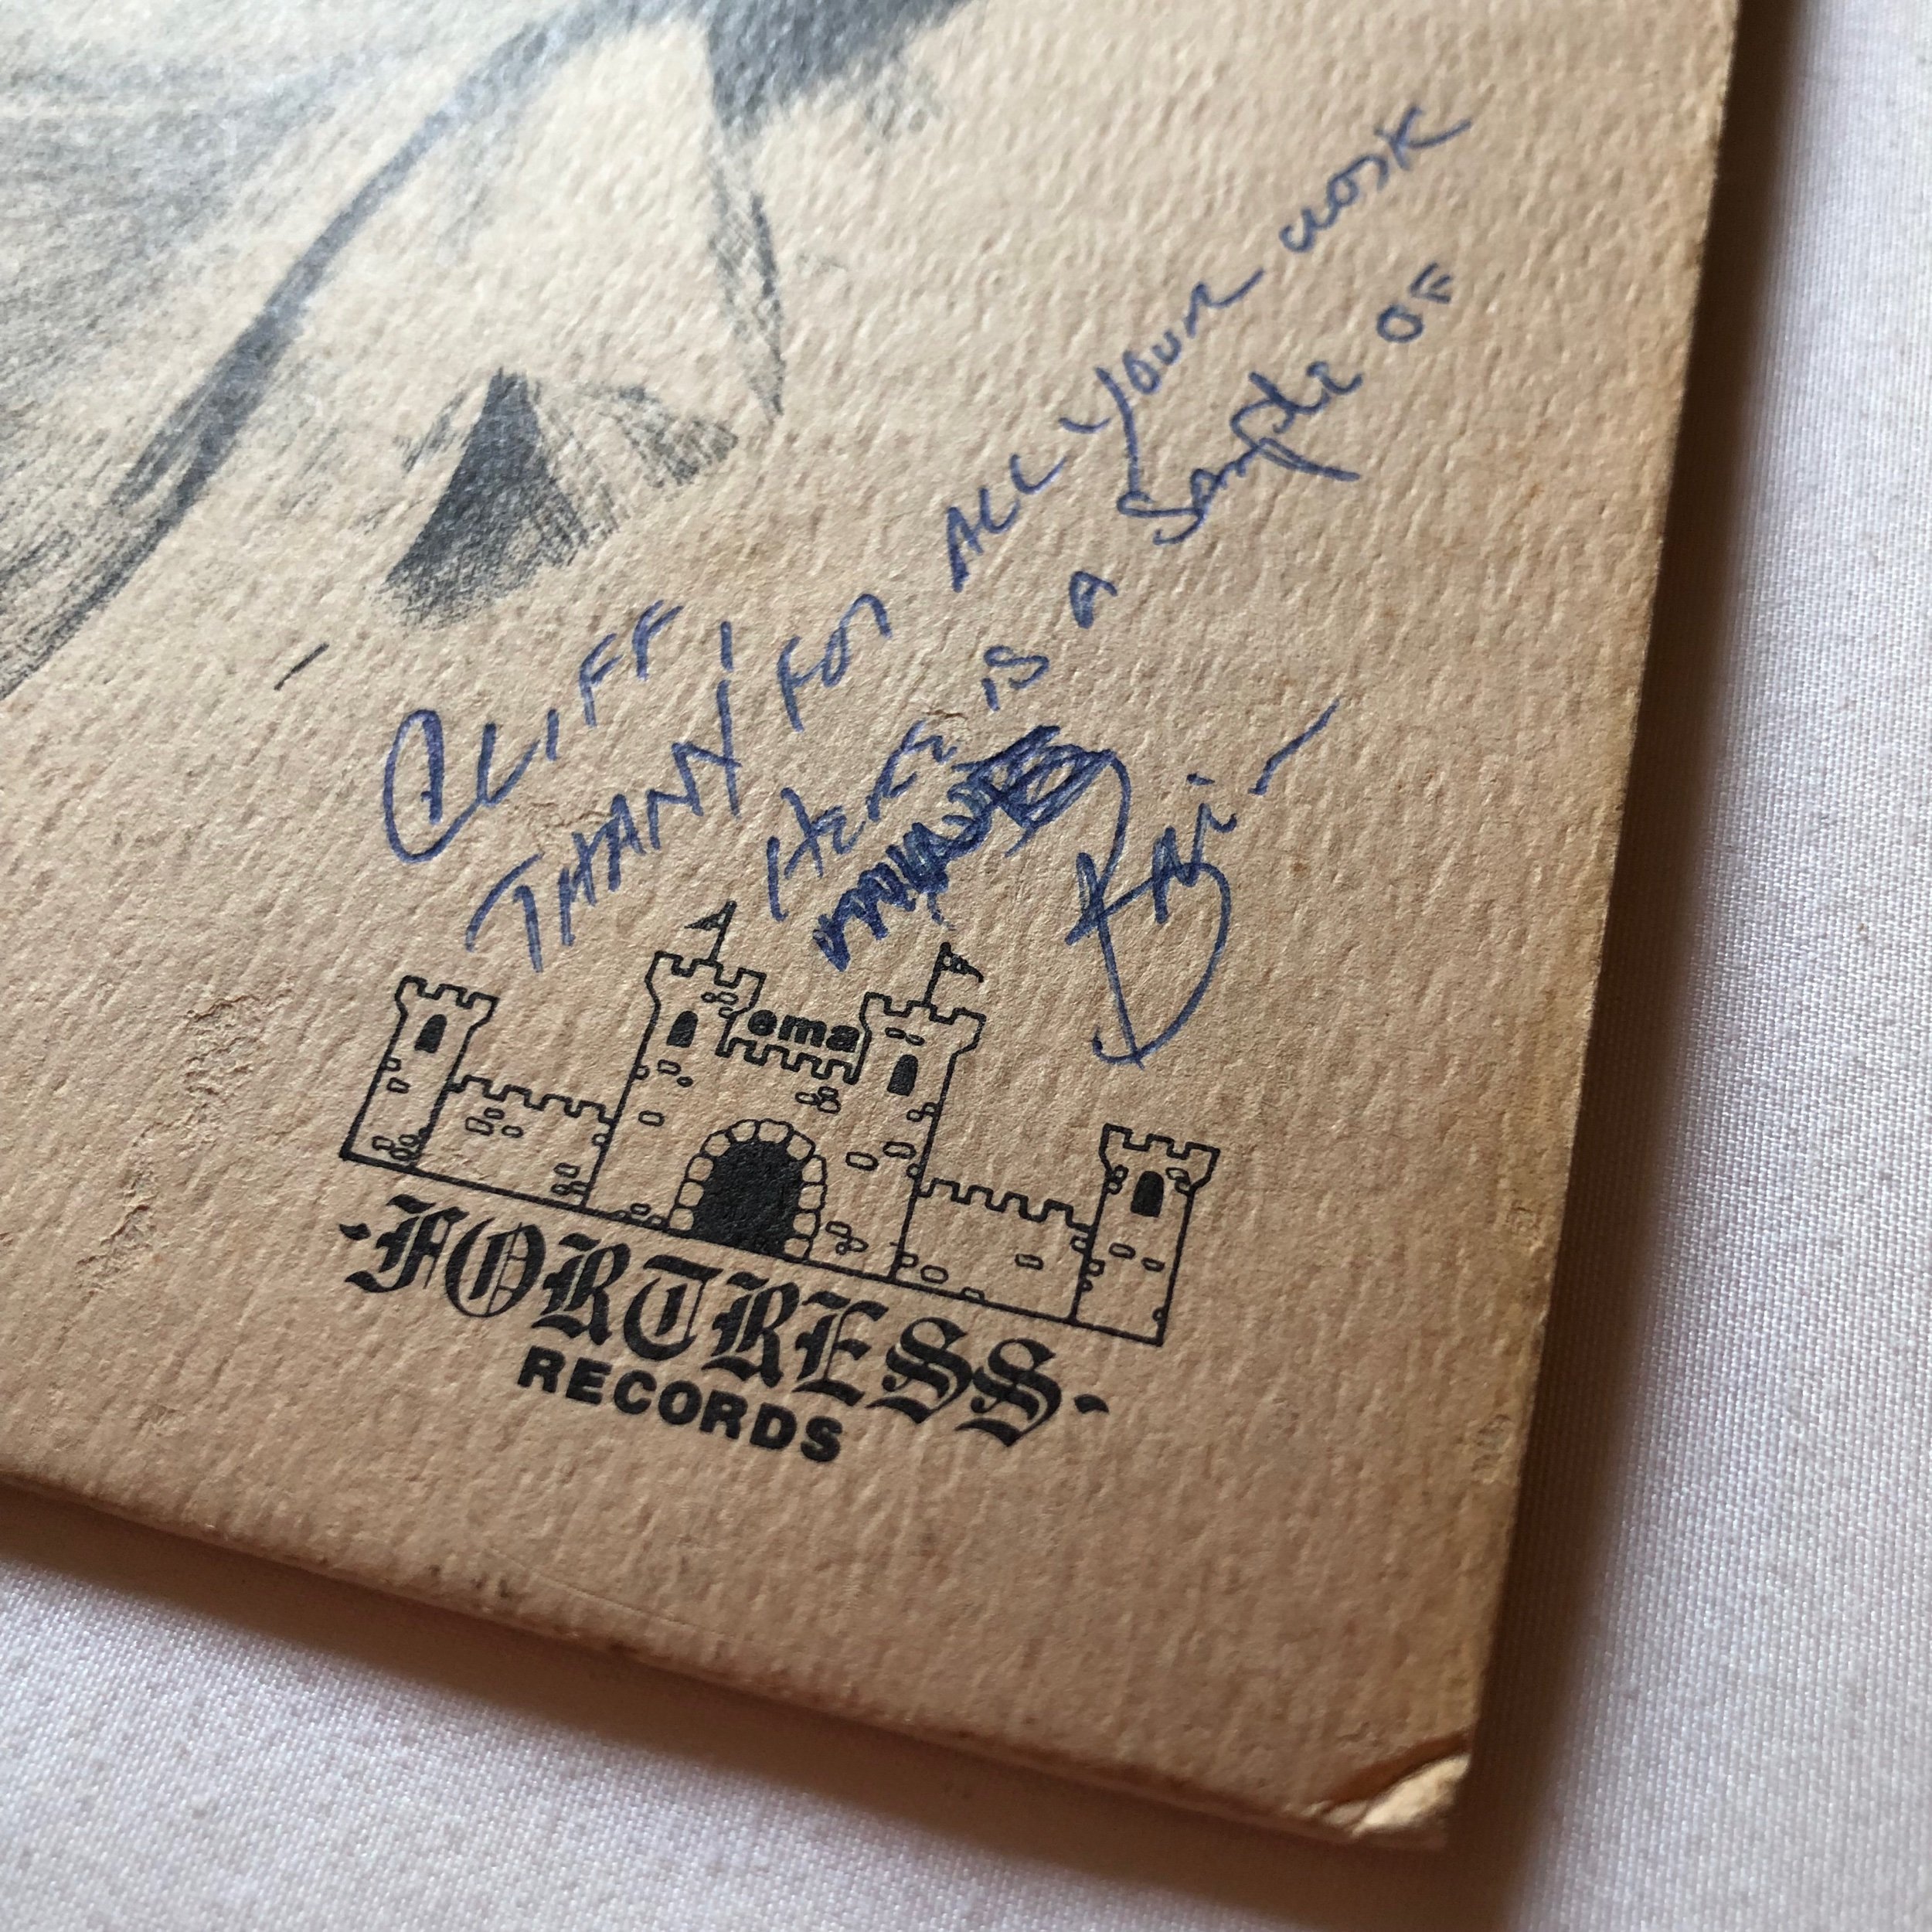 CLIFF,
THANX FOR ALL YOUR WORK
HERE IS A Sample OF
ema
-FORTRESS-
RECORDS